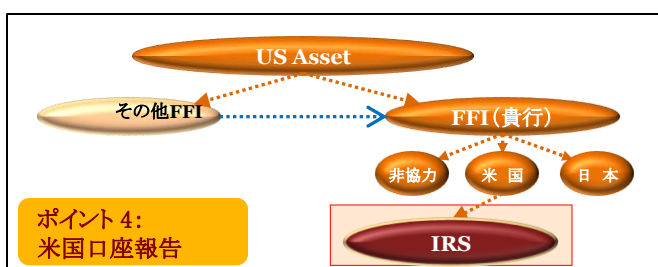 US Asset
その他FFI
FFI（貴行）
非協力
米 国
日 本
ポイント 4：
米国口座報告
IRS